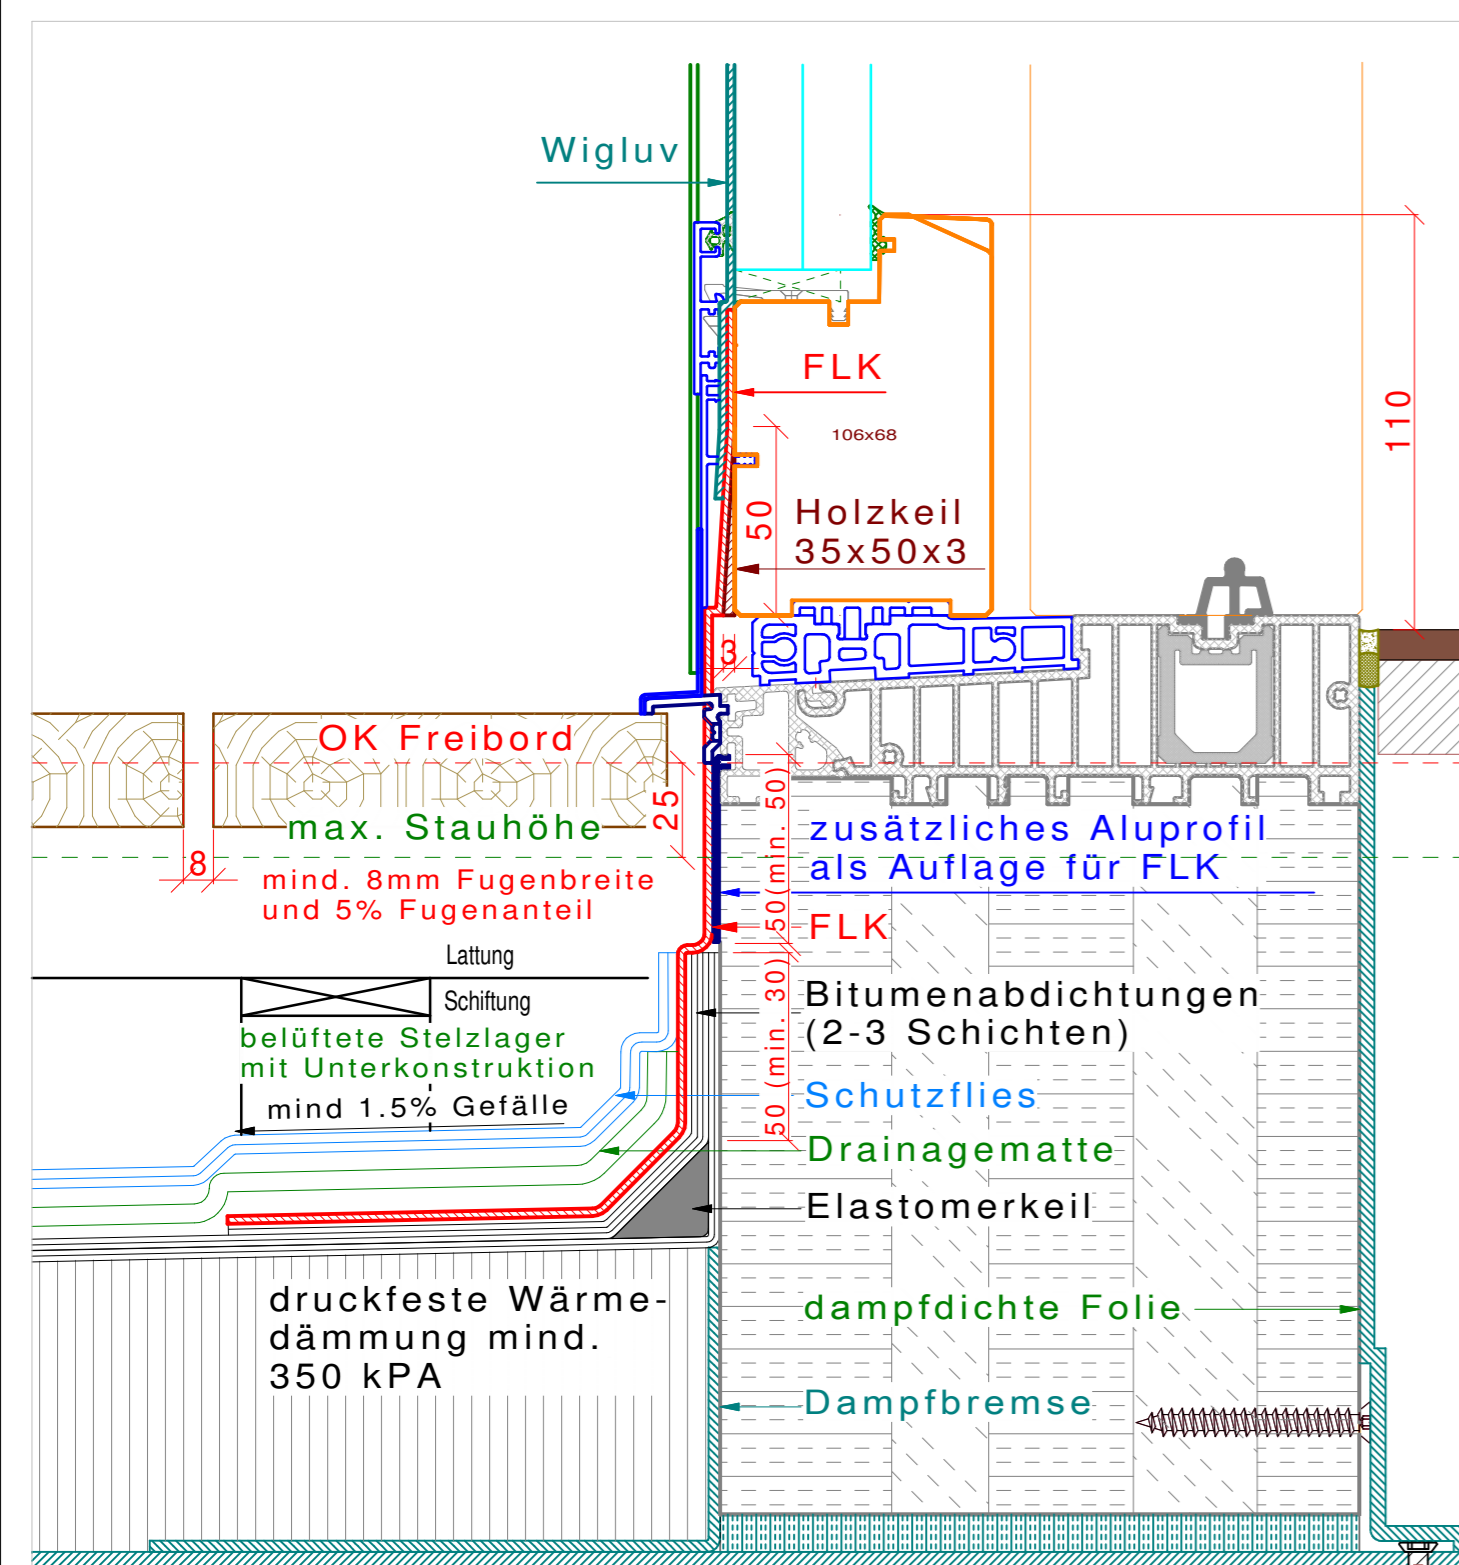 Wigluv
FLK
106x68
110
50
Holzkeil
35x50x3
3
OK Freibord
25
max. Stauhöhe
8
mind. 8mm Fugenbreite
und 5% Fugenanteil
50(min. 50)
zusätzliches Aluprofil
als Auflage für FLK
FLK
Lattung
Schiftung
50 (min. 30)
Bitumenabdichtungen
(2-3 Schichten)
belüftete Stelzlager
mit Unterkonstruktion
mind 1.5% Gefälle
Schutzflies
Drainagematte
Elastomerkeil
druckfeste Wärme-
dämmung mind.
350 kPA
dampfdichte Folie
Dampfbremse